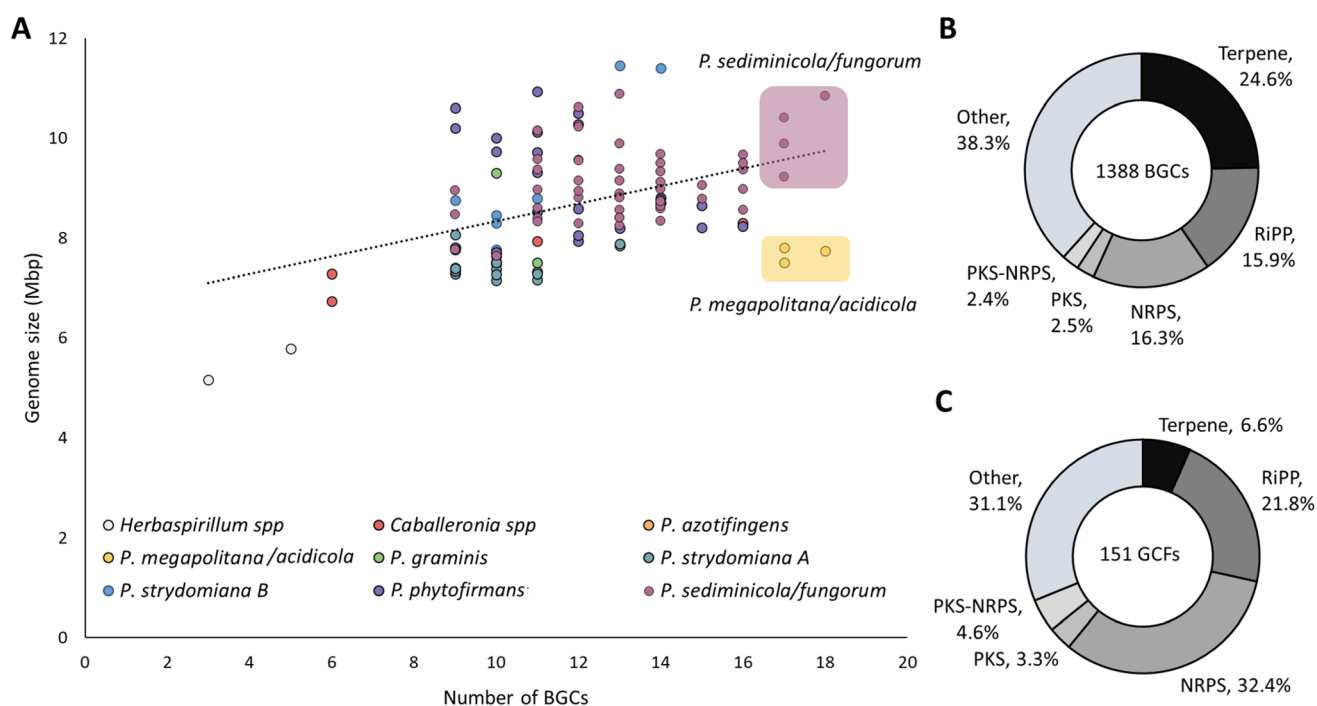 A
12
10
8
6
4
2
0
Genome size (Mbp)
P. sediminicola/fungorum
P. megapolitana/acidicola
Herbaspirillum spp
Caballeronia spp
P. azotifingens
P. megapolitana/acidicola
P. graminis
P. strydomiana A
P. strydomiana B
P. phytofirmans
P. sediminicola/fungorum
0
2
4
6
8
10
12
14
16
18
20
Number of BGCs
B
Terpene,
24.6%
Other,
38.3%
1388 BGCs
RiPP,
15.9%
PKS-NRPS,
2.4%
PKS,
2.5%
NRPS,
16.3%
C
Terpene, 6.6%
Other,
31.1%
RiPP,
21.8%
151 GCFs
PKS-NRPS,
4.6%
PKS, 3.3%
NRPS, 32.4%